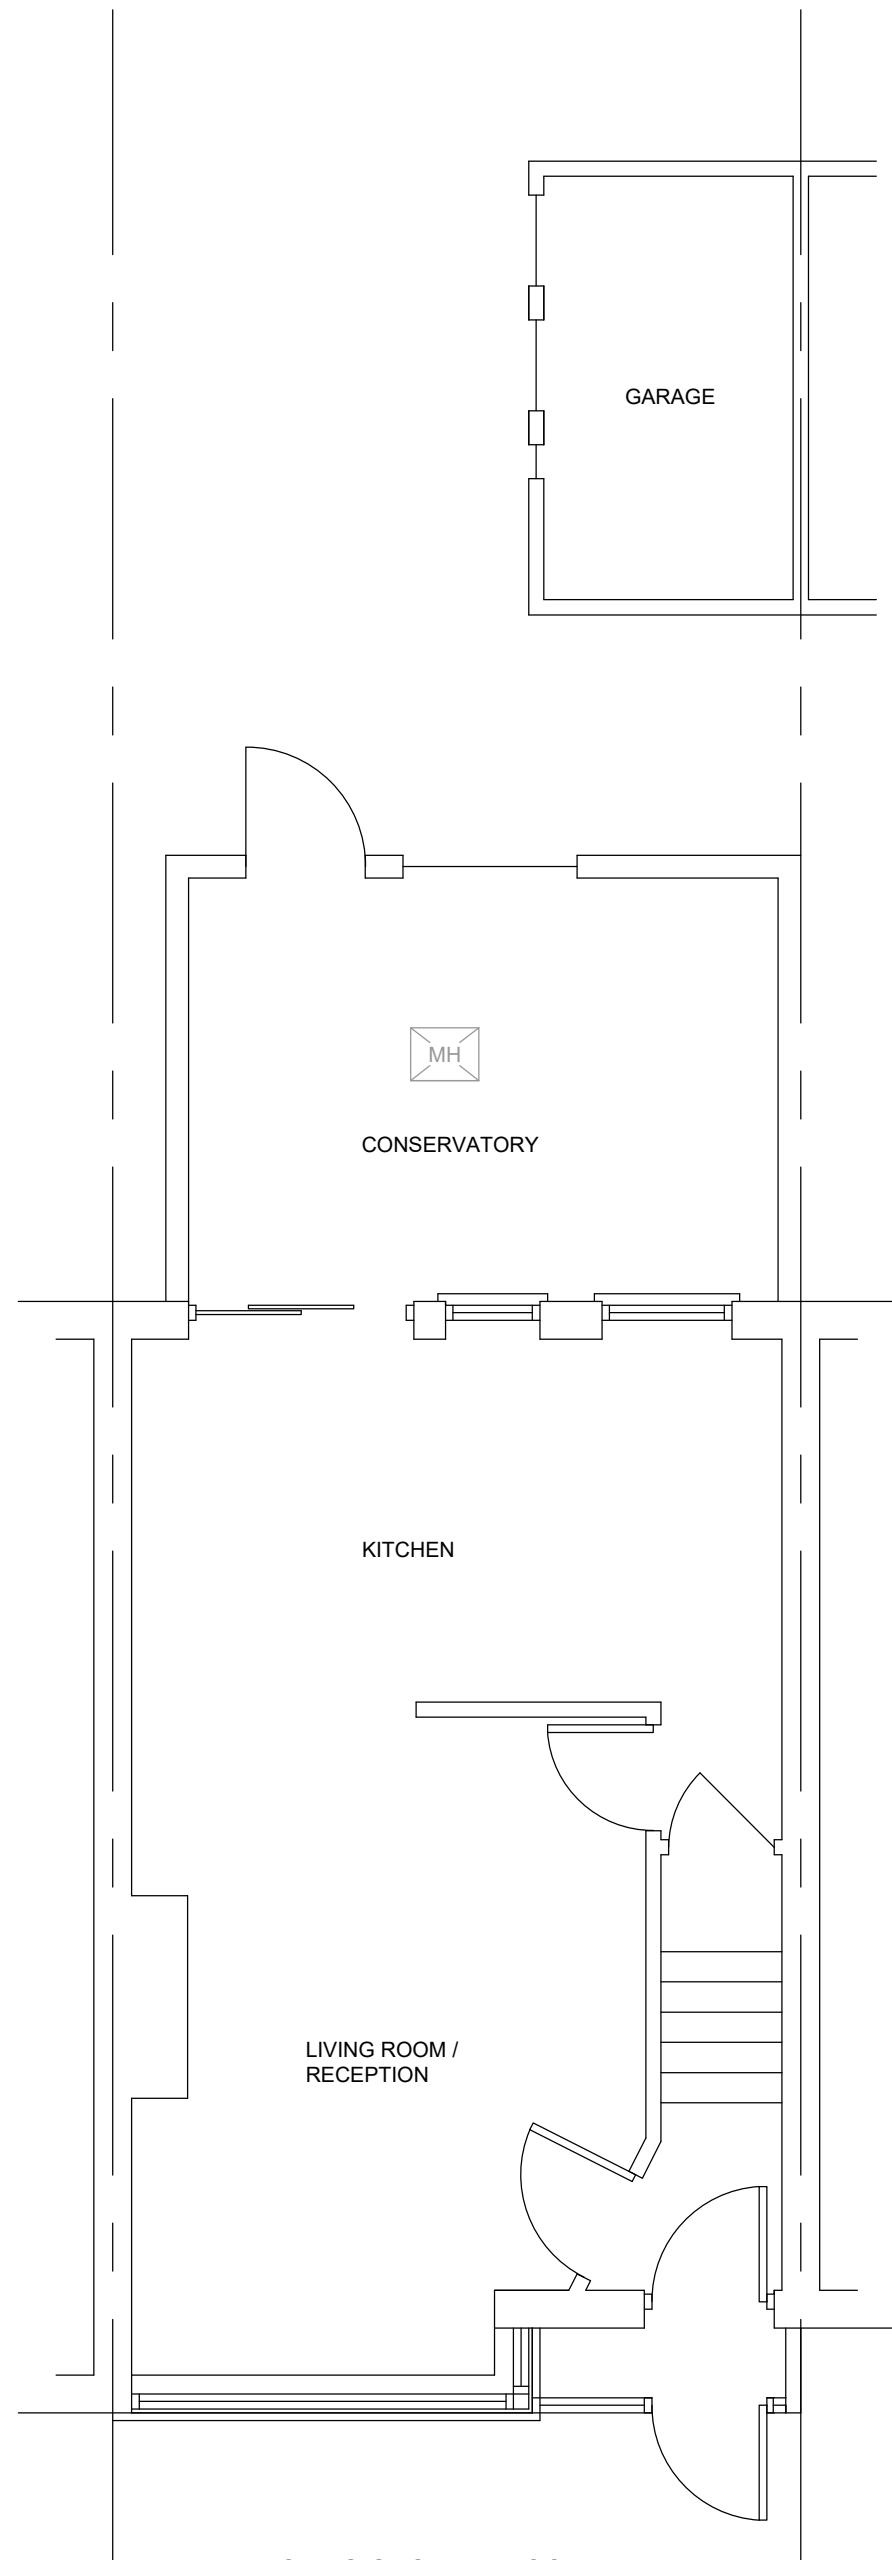 GARAGE
MH
CONSERVATORY
KITCHEN
LIVING ROOM /
RECEPTION